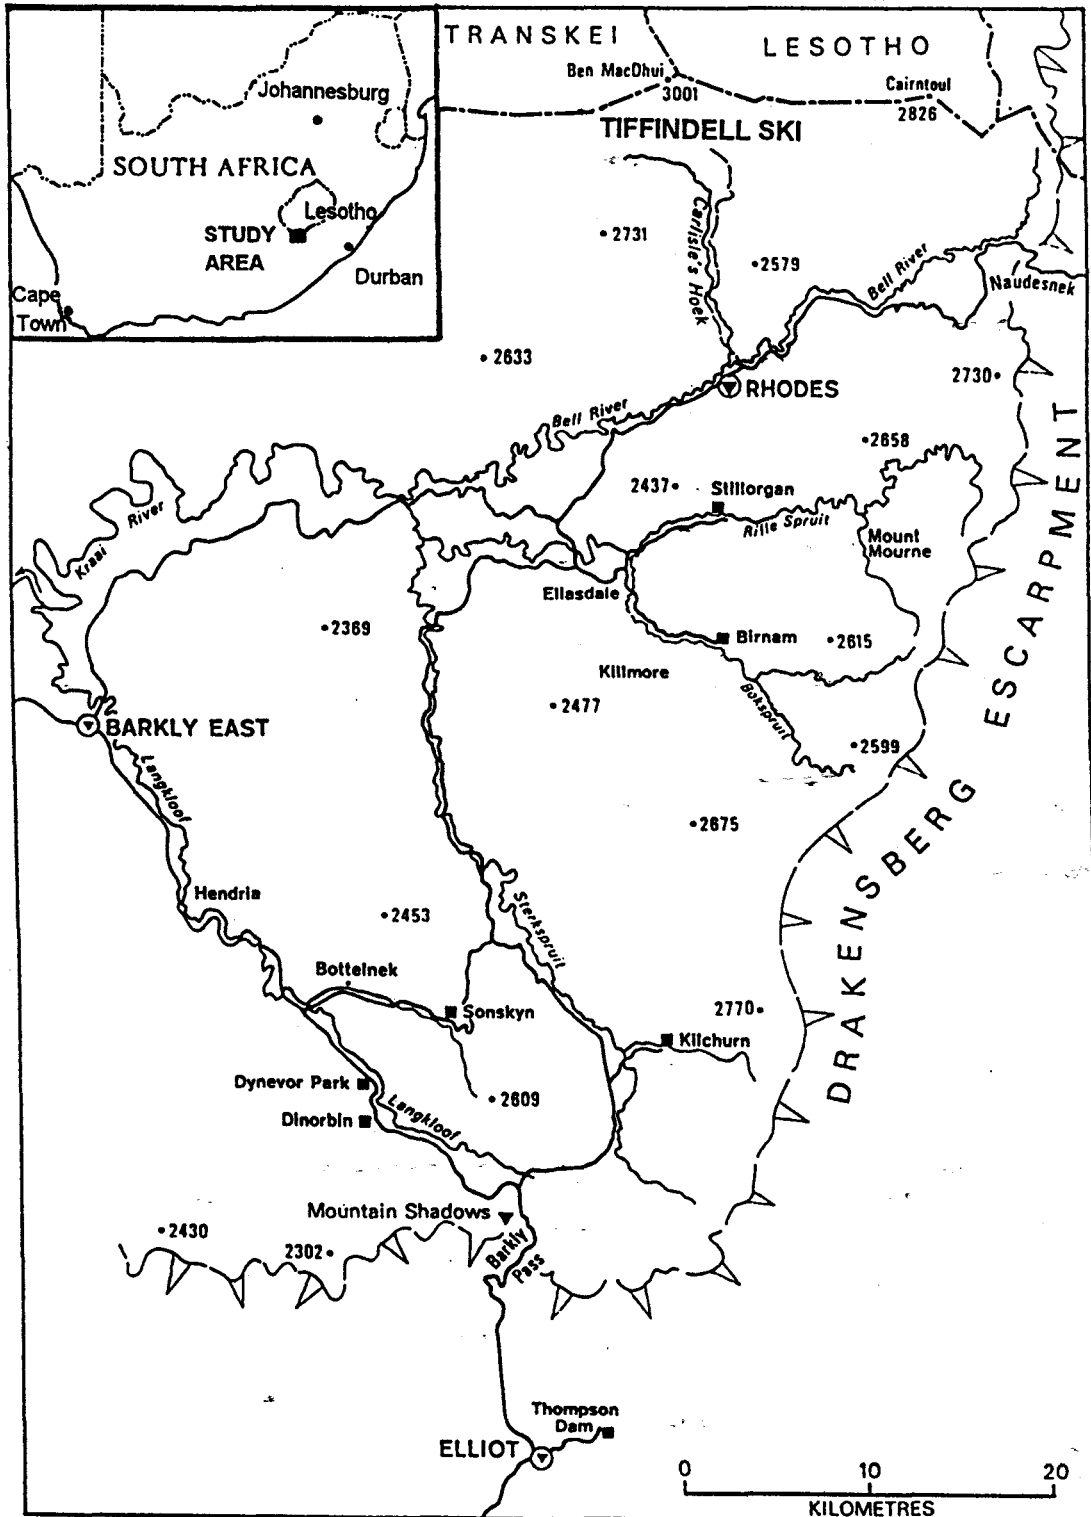 TRANSKEI
LESOTHO
Ben MacDhui
3001
Cairntoul
2826
TIFFINDELL SKI
Johannesburg
SOUTH AFRICA
Lesotho
STUDY
AREA
Durban
Cape
Town
Carlisle's Hoek
2731
2579
Bell River
Naudesnek
2633
2730
RHODES
Bell River
2658
2437
Stillorgan
Rifle Spruit
Mount
Mourne
Kraai River
Ellasdale
2369
Birnam
2615
Killmore
2477
Bokspruit
2599
BARKLY EAST
Langkloof
2675
DRAKENSBERG ESCARPMENT
Hendria
2453
Sterkspruit
Bottelnek
Sonskyn
2770
Kilchurn
Dynevor Park
2609
Dinorbin
Langkloof
Mountain Shadows
2430
2302
Barkly
Pass
Thompson
Dam
ELLIOT
0 10 20
KILOMETRES